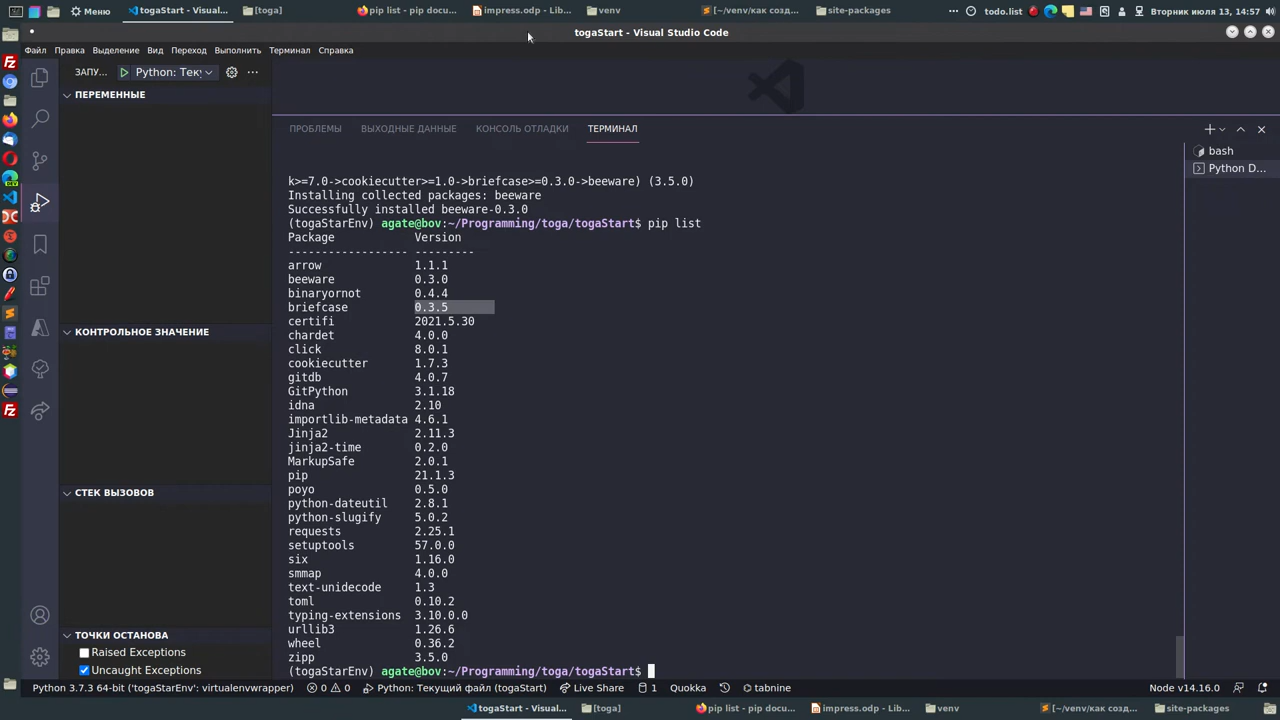 Меню
togaStart - Visual...
[toga]
pip list - pip docu...
impress.odp - Lib...
venv
[~/venv/как созд...
site-packages
todo.list
Вторник июля 13, 14:57
togaStart - Visual Studio Code
Файл Правка Выделение Вид Переход Выполнить Терминал Справка
ЗАПУ... Python: Тек
ПЕРЕМЕННЫЕ
ПРОБЛЕМЫ ВЫХОДНЫЕ ДАННЫЕ КОНСОЛЬ ОТЛАДКИ ТЕРМИНАЛ
bash
Python D...
k>=7.0->cookiecutter>=1.0->briefcase>=0.3.0->beeware) (3.5.0)
Installing collected packages: beeware
Successfully installed beeware-0.3.0
(togaStarEnv) agate@bov:~/Programming/toga/togaStart$ pip list
Package Version
------------------ ---------
arrow 1.1.1
beeware 0.3.0
binaryornot 0.4.4
briefcase 0.3.5
certifi 2021.5.30
chardet 4.0.0
click 8.0.1
cookiecutter 1.7.3
gitdb 4.0.7
GitPython 3.1.18
idna 2.10
importlib-metadata 4.6.1
Jinja2 2.11.3
jinja2-time 0.2.0
MarkupSafe 2.0.1
pip 21.1.3
poyo 0.5.0
python-dateutil 2.8.1
python-slugify 5.0.2
requests 2.25.1
setuptools 57.0.0
six 1.16.0
smmap 4.0.0
text-unidecode 1.3
toml 0.10.2
typing-extensions 3.10.0.0
urllib3 1.26.6
wheel 0.36.2
zipp 3.5.0
(togaStarEnv) agate@bov:~/Programming/toga/togaStart$
КОНТРОЛЬНОЕ ЗНАЧЕНИЕ
СТЕК ВЫЗОВОВ
ТОЧКИ ОСТАНОВА
Raised Exceptions
Uncaught Exceptions
Python 3.7.3 64-bit ('togaStarEnv': virtualenvwrapper) 0 0 Python: Текущий файл (togaStart) Live Share 1 Quokka tabnine Node v14.16.0
togaStart - Visual... [toga] pip list - pip docu... impress.odp - Lib... venv [~/venv/как созд... site-packages